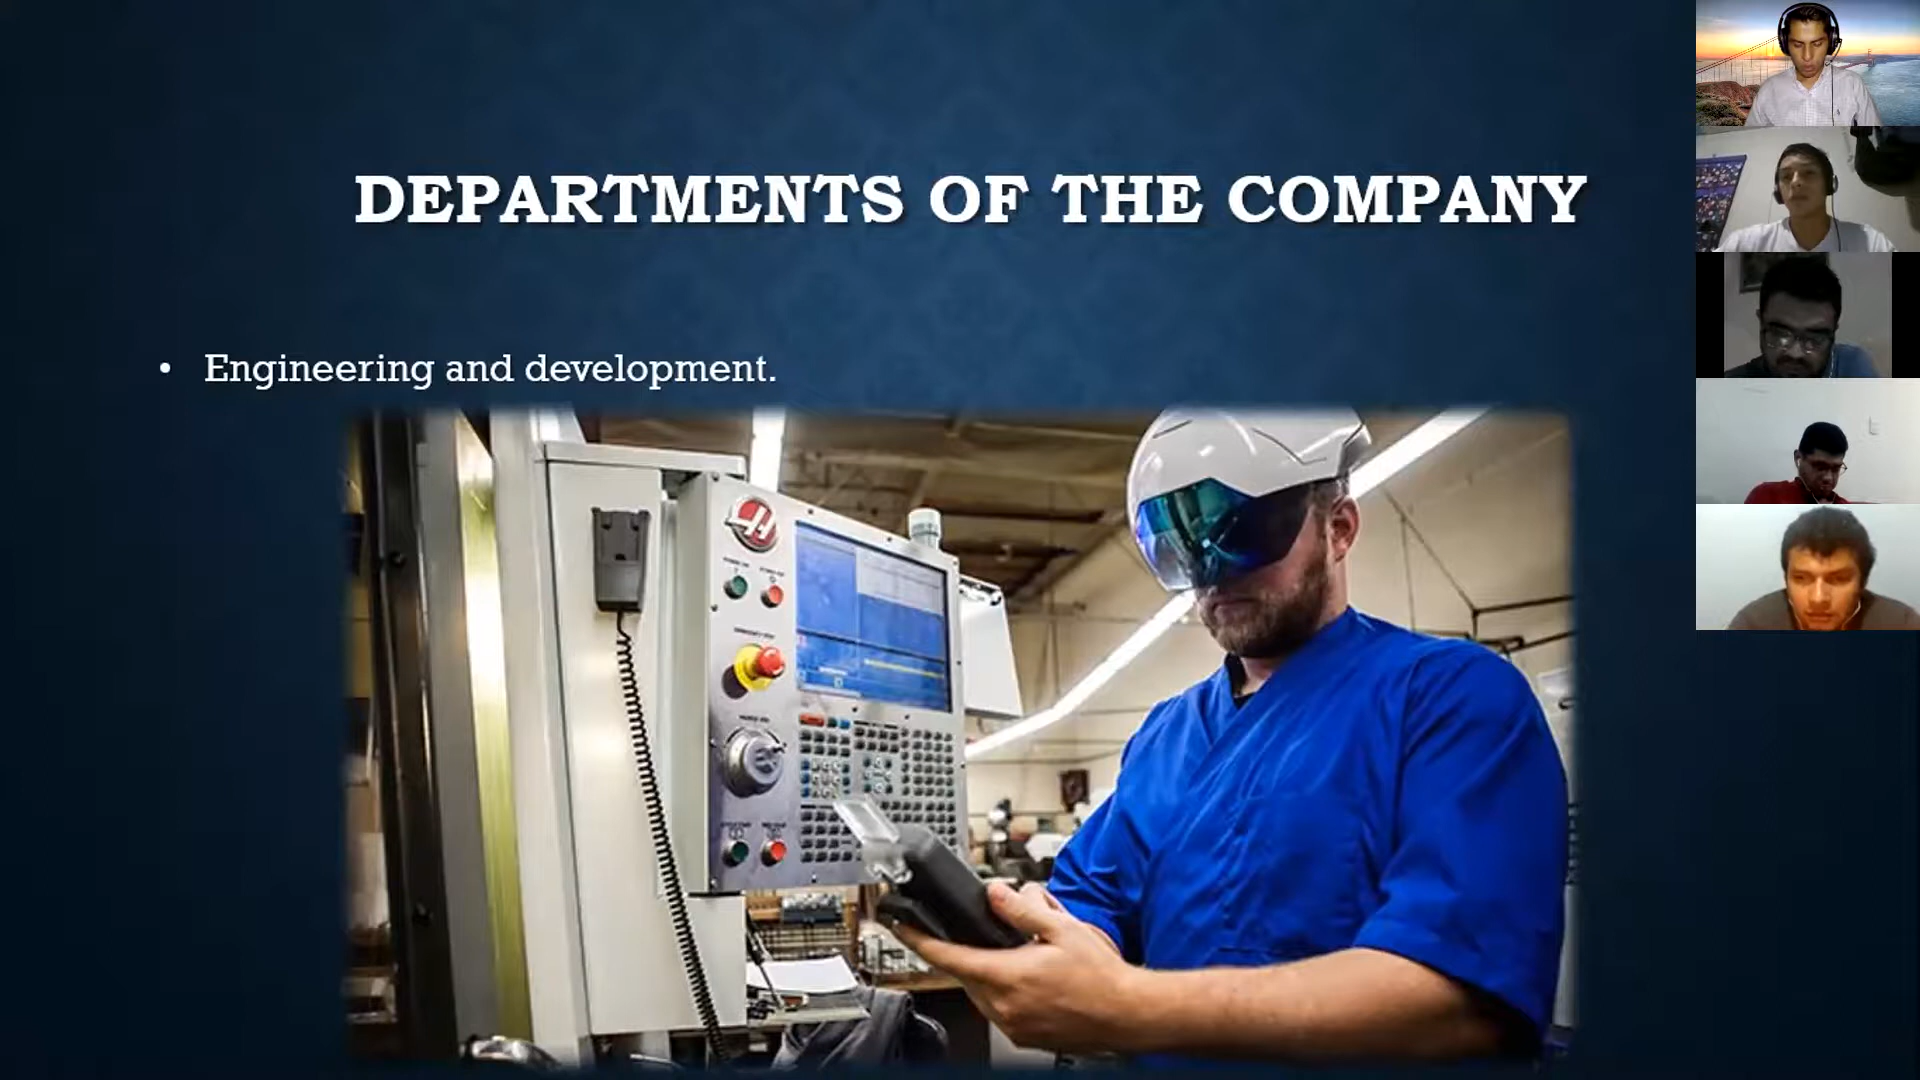 DEPARTMENTS OF THE COMPANY
• Engineering and development.